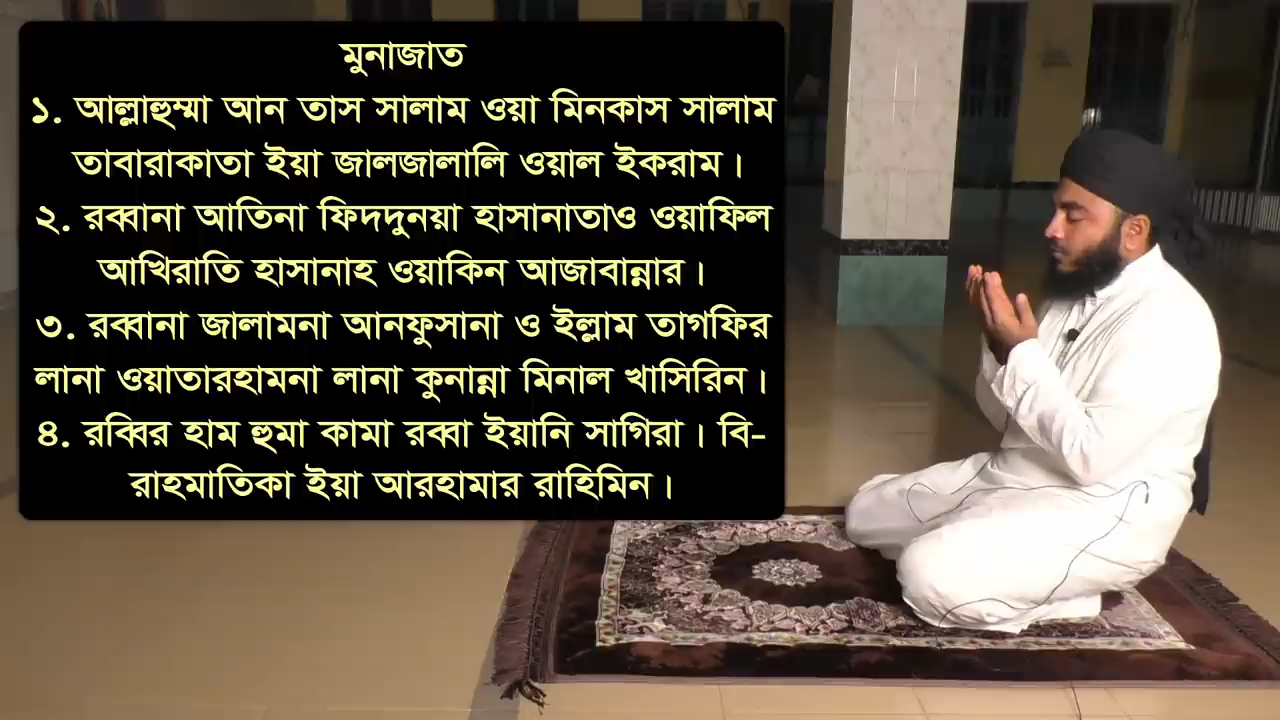 মুনাজাত
১. আল্লাহুম্মা আন তাস সালাম ওয়া মিনকাস সালাম
তাবারাকাতা ইয়া জালজালালি ওয়াল ইকরাম।
২. রব্বানা আতিনা ফিদদুনয়া হাসানাতাও ওয়াফিল
আখিরাতি হাসানাহ ওয়াকিন আজাবান্নার।
৩. রব্বানা জালামনা আনফুসানা ও ইল্লাম তাগফির
লানা ওয়াতারহামনা লানা কুনান্না মিনাল খাসিরিন।
৪. রব্বির হাম হুমা কামা রব্বা ইয়ানি সাগিরা। বি-
রাহমাতিকা ইয়া আরহামার রাহিমিন।